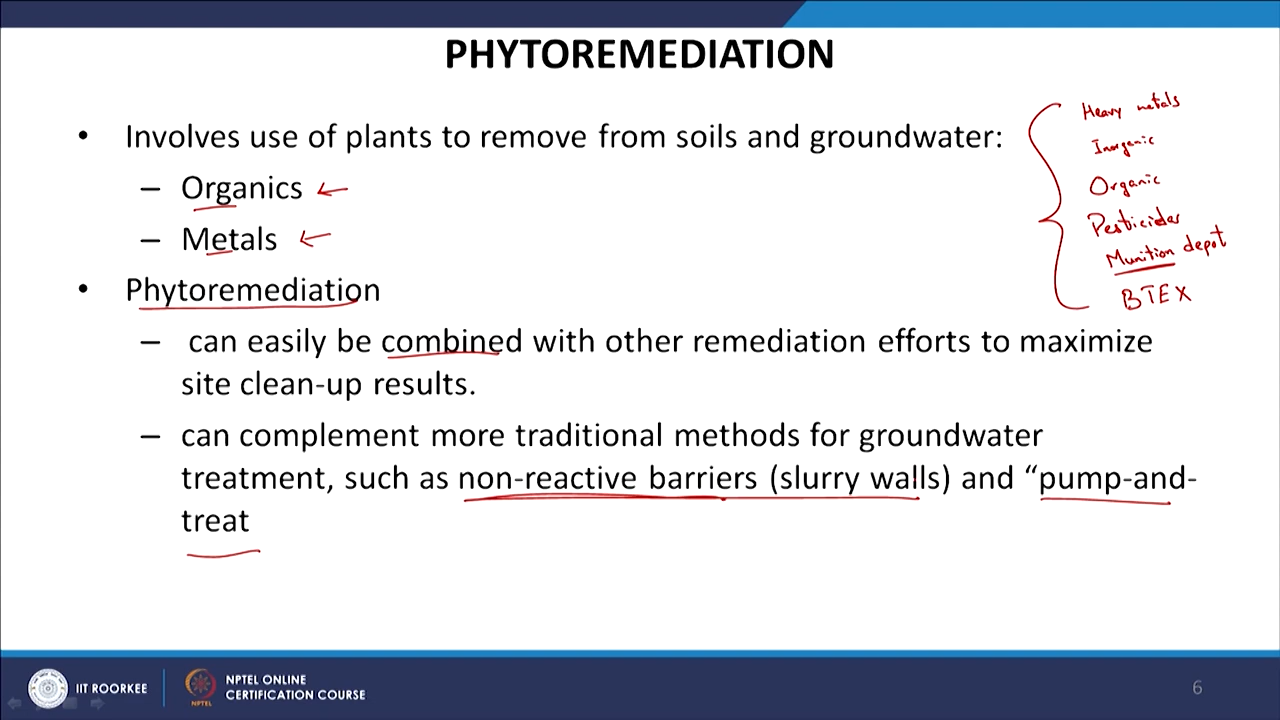 PHYTOREMEDIATION
• Involves use of plants to remove from soils and groundwater:
– Organics
– Metals
• Phytoremediation
– can easily be combined with other remediation efforts to maximize
site clean-up results.
– can complement more traditional methods for groundwater
treatment, such as non-reactive barriers (slurry walls) and “pump-and-
treat
Heavy metals
Inorganic
Organic
Pesticides
Munition depot
BTEX
IIT ROORKEE
NPTEL ONLINE
CERTIFICATION COURSE
NPTEL
6